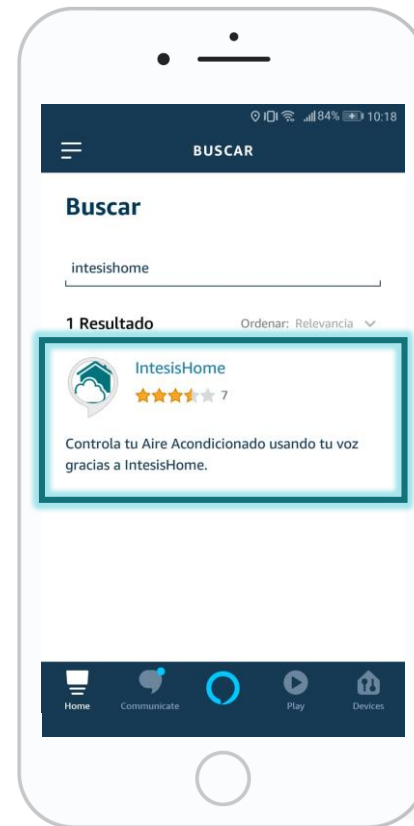 84% 10:18
BUSCAR
Buscar
intesishome
1 Resultado Ordenar: Relevancia
IntesisHome
7
Controla tu Aire Acondicionado usando tu voz
gracias a IntesisHome.
Home Communicate Play Devices